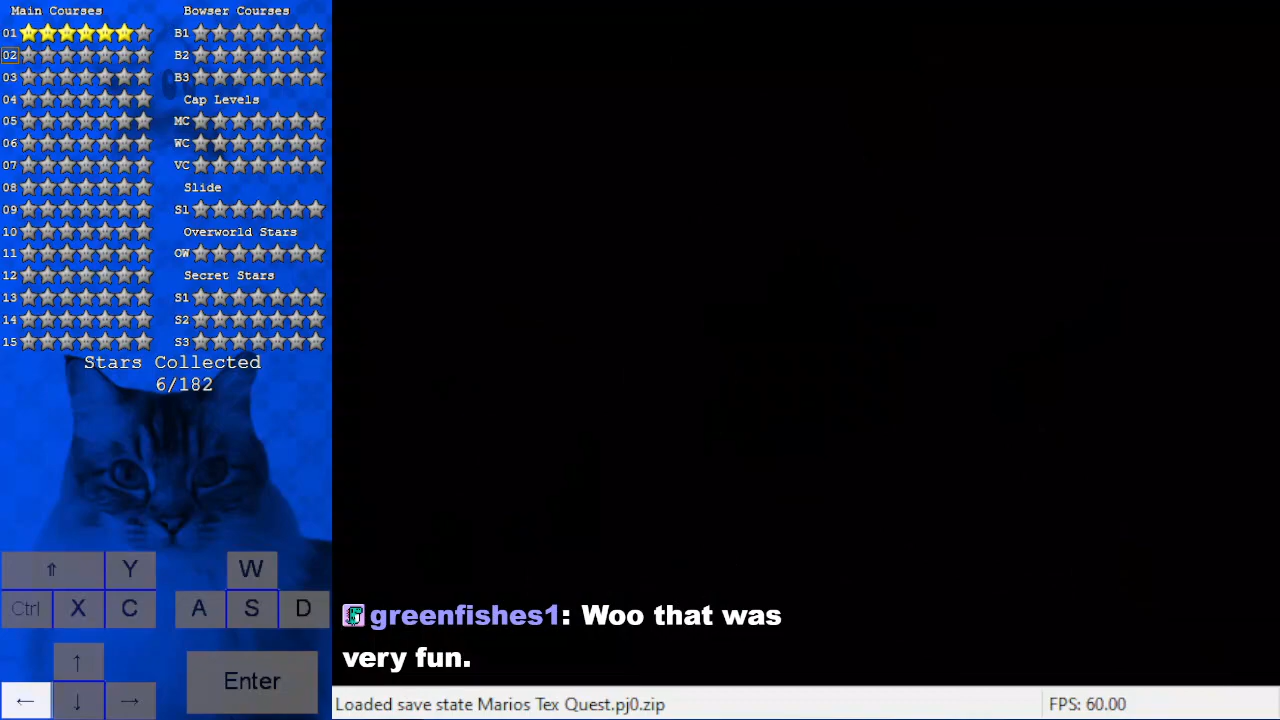 Main Courses
01
02
03
04
05
06
07
08
09
10
11
12
13
14
15
Bowser Courses
B1
B2
B3
Cap Levels
MC
WC
VC
Slide
Sl
Overworld Stars
OW
Secret Stars
S1
S2
S3
Stars Collected
6/182
⇧ Y W
Ctrl X C A S D
↑ Enter
← ↓ →
greenfishes1: Woo that was
very fun.
Loaded save state Marios Tex Quest.pj0.zip FPS: 60.00